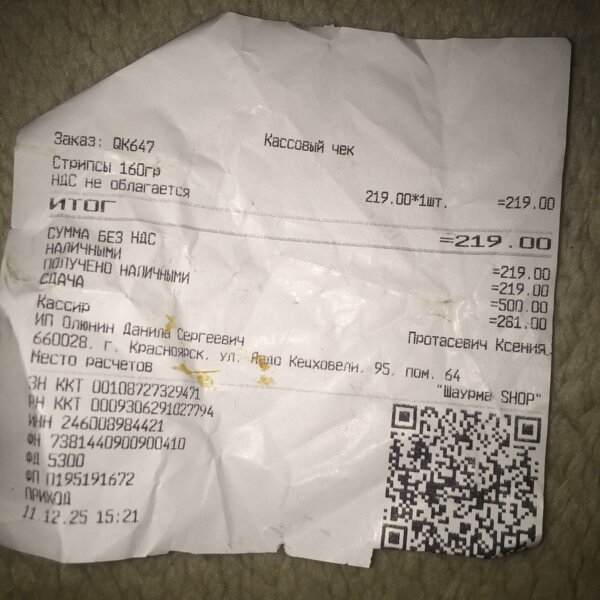 Заказ: QK647 Кассовый чек
Стрипсы 160гр
НДС не облагается 219.00*1шт. =219.00
ИТОГ =219.00
СУММА БЕЗ НДС =219.00
НАЛИЧНЫМИ =219.00
ПОЛУЧЕНО НАЛИЧНЫМИ =500.00
СДАЧА =281.00
Кассир Протасевич Ксения
ИП Олюнин Данила Сергеевич
660028, г. Красноярск, ул. Ладо Кецховели, 95, пом. 64
Место расчетов "Шаурма SHOP"
ЗН ККТ 00108727329471
РН ККТ 0009306291027794
ИНН 246008984421
ФН 7381440900900410
ФД 5300
ФП П195191672
ПРИХОД
11.12.25 15:21